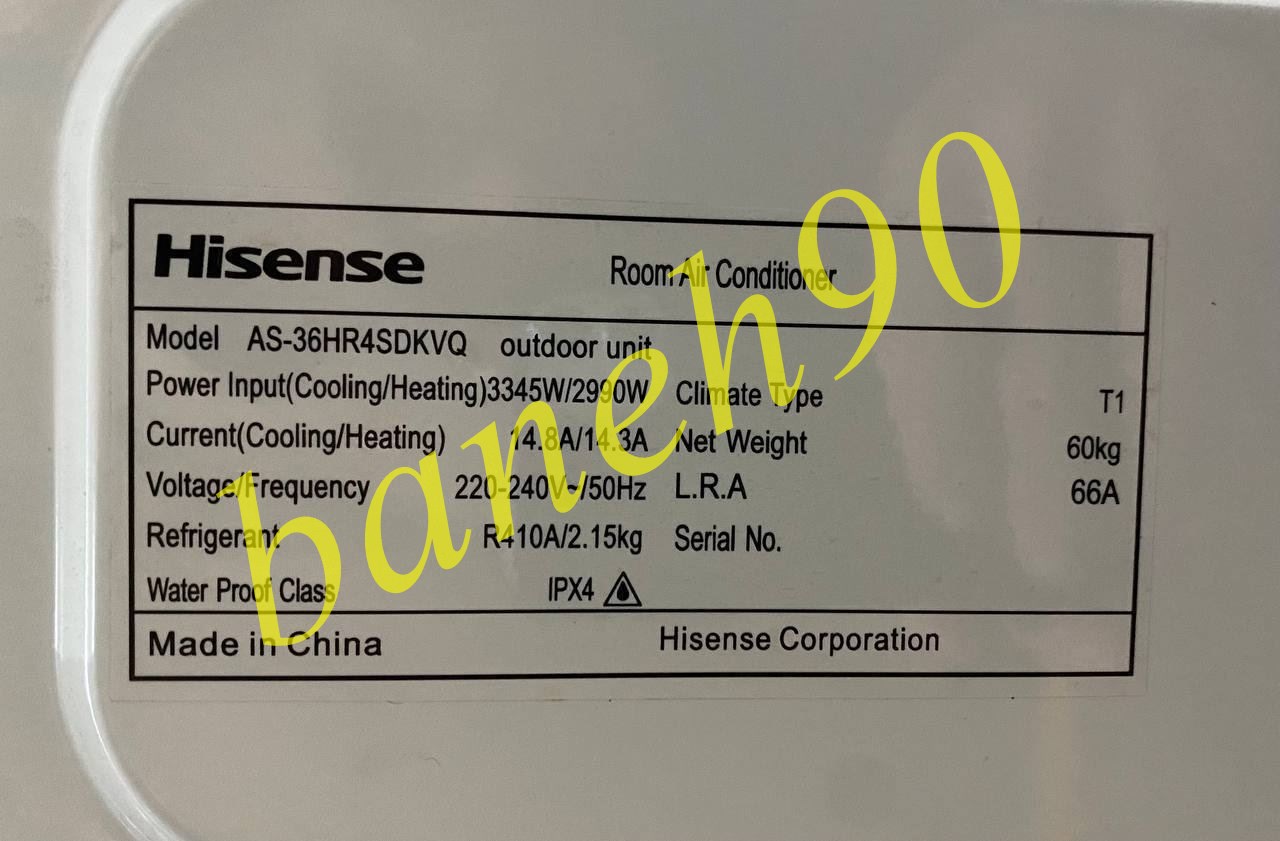 Hisense
Room Air Conditioner
Model AS-36HR4SDKVQ outdoor unit
Power Input(Cooling/Heating)3345W/2990W Climate Type T1
Current(Cooling/Heating) 14.8A/14.3A Net Weight 60kg
Voltage/Frequency 220-240V~/50Hz L.R.A 66A
Refrigerant R410A/2.15kg Serial No.
Water Proof Class IPX4
Made in China Hisense Corporation
baneh90